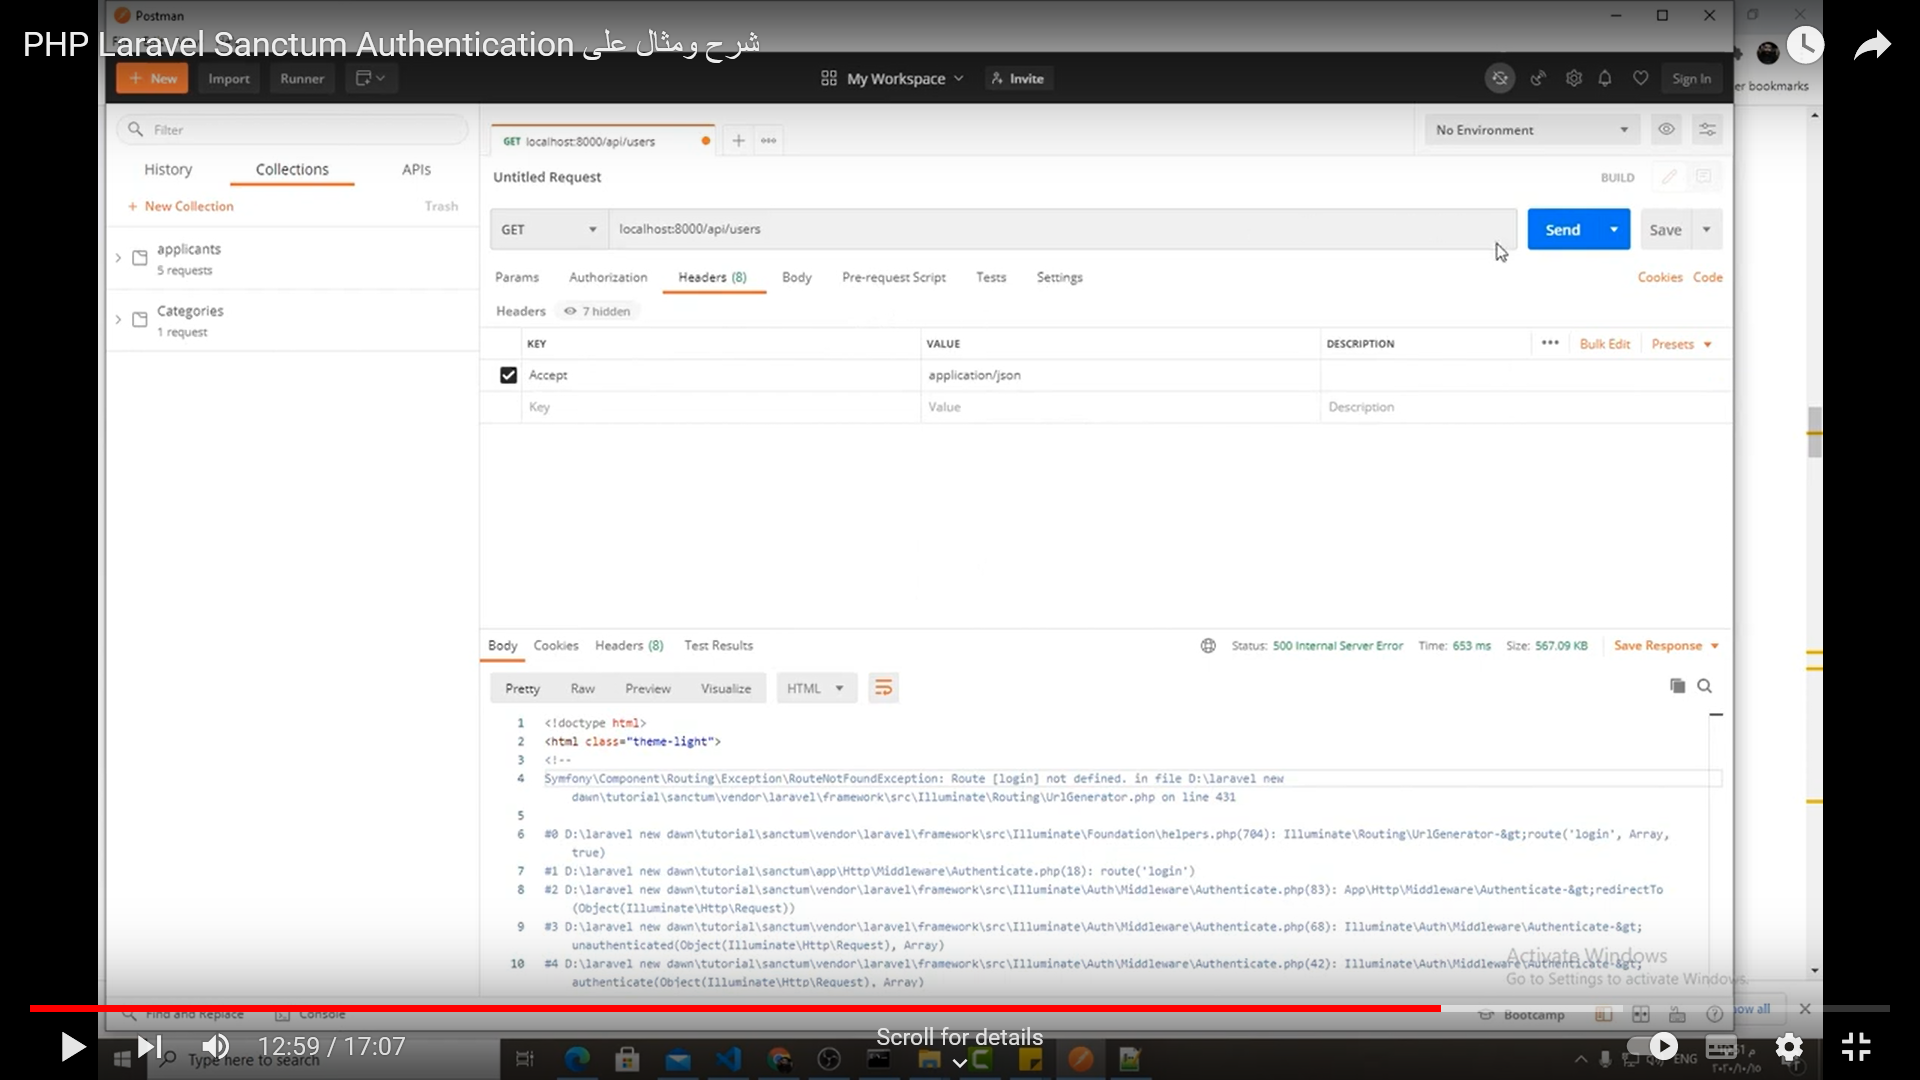 Postman
PHP Laravel Sanctum Authentication شرح ومثال على
New
Import
Runner
My Workspace
Invite
Sign In
er bookmarks
Filter
History
Collections
APIs
+ New Collection
Trash
applicants
5 requests
Categories
1 request
GET localhost:8000/api/users
No Environment
Untitled Request
BUILD
GET
localhost:8000/api/users
Send
Save
Params
Authorization
Headers (8)
Body
Pre-request Script
Tests
Settings
Cookies
Code
Headers
7 hidden
KEY
VALUE
DESCRIPTION
Bulk Edit
Presets
Accept
application/json
Key
Value
Description
Body
Cookies
Headers (8)
Test Results
Status: 500 Internal Server Error
Time: 653 ms
Size: 567.09 KB
Save Response
Pretty
Raw
Preview
Visualize
HTML
1 <!doctype html>
2 <html class="theme-light">
3 <!--
4 Symfony\Component\Routing\Exception\RouteNotFoundException: Route [login] not defined. in file D:\laravel new
dawn\tutorial\sanctum\vendor\laravel\framework\src\Illuminate\Routing\UrlGenerator.php on line 431
5
6 #0 D:\laravel new dawn\tutorial\sanctum\vendor\laravel\framework\src\Illuminate\Foundation\helpers.php(704): Illuminate\Routing\UrlGenerator-&gt;route('login', Array,
true)
7 #1 D:\laravel new dawn\tutorial\sanctum\app\Http\Middleware\Authenticate.php(18): route('login')
8 #2 D:\laravel new dawn\tutorial\sanctum\vendor\laravel\framework\src\Illuminate\Auth\Middleware\Authenticate.php(83): App\Http\Middleware\Authenticate-&gt;redirectTo
(Object(Illuminate\Http\Request))
9 #3 D:\laravel new dawn\tutorial\sanctum\vendor\laravel\framework\src\Illuminate\Auth\Middleware\Authenticate.php(68): Illuminate\Auth\Middleware\Authenticate-&gt;
unauthenticated(Object(Illuminate\Http\Request), Array)
10 #4 D:\laravel new dawn\tutorial\sanctum\vendor\laravel\framework\src\Illuminate\Auth\Middleware\Authenticate.php(42): Illuminate\Auth\Middleware\Authenticate-&gt;
authenticate(Object(Illuminate\Http\Request), Array)
Activate Windows
Go to Settings to activate Windows.
Find and Replace
Console
Bootcamp
ow all
12:59 / 17:07
Scroll for details
Type here to search
ENG